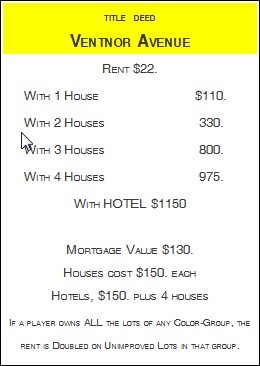 TITLE DEED
VENTNOR AVENUE
RENT $22.
WITH 1 HOUSE $110.
WITH 2 HOUSES 330.
WITH 3 HOUSES 800.
WITH 4 HOUSES 975.
WITH HOTEL $1150
MORTGAGE VALUE $130.
HOUSES COST $150. EACH
HOTELS, $150. PLUS 4 HOUSES
IF A PLAYER OWNS ALL THE LOTS OF ANY COLOR-GROUP, THE
RENT IS DOUBLED ON UNIMPROVED LOTS IN THAT GROUP.